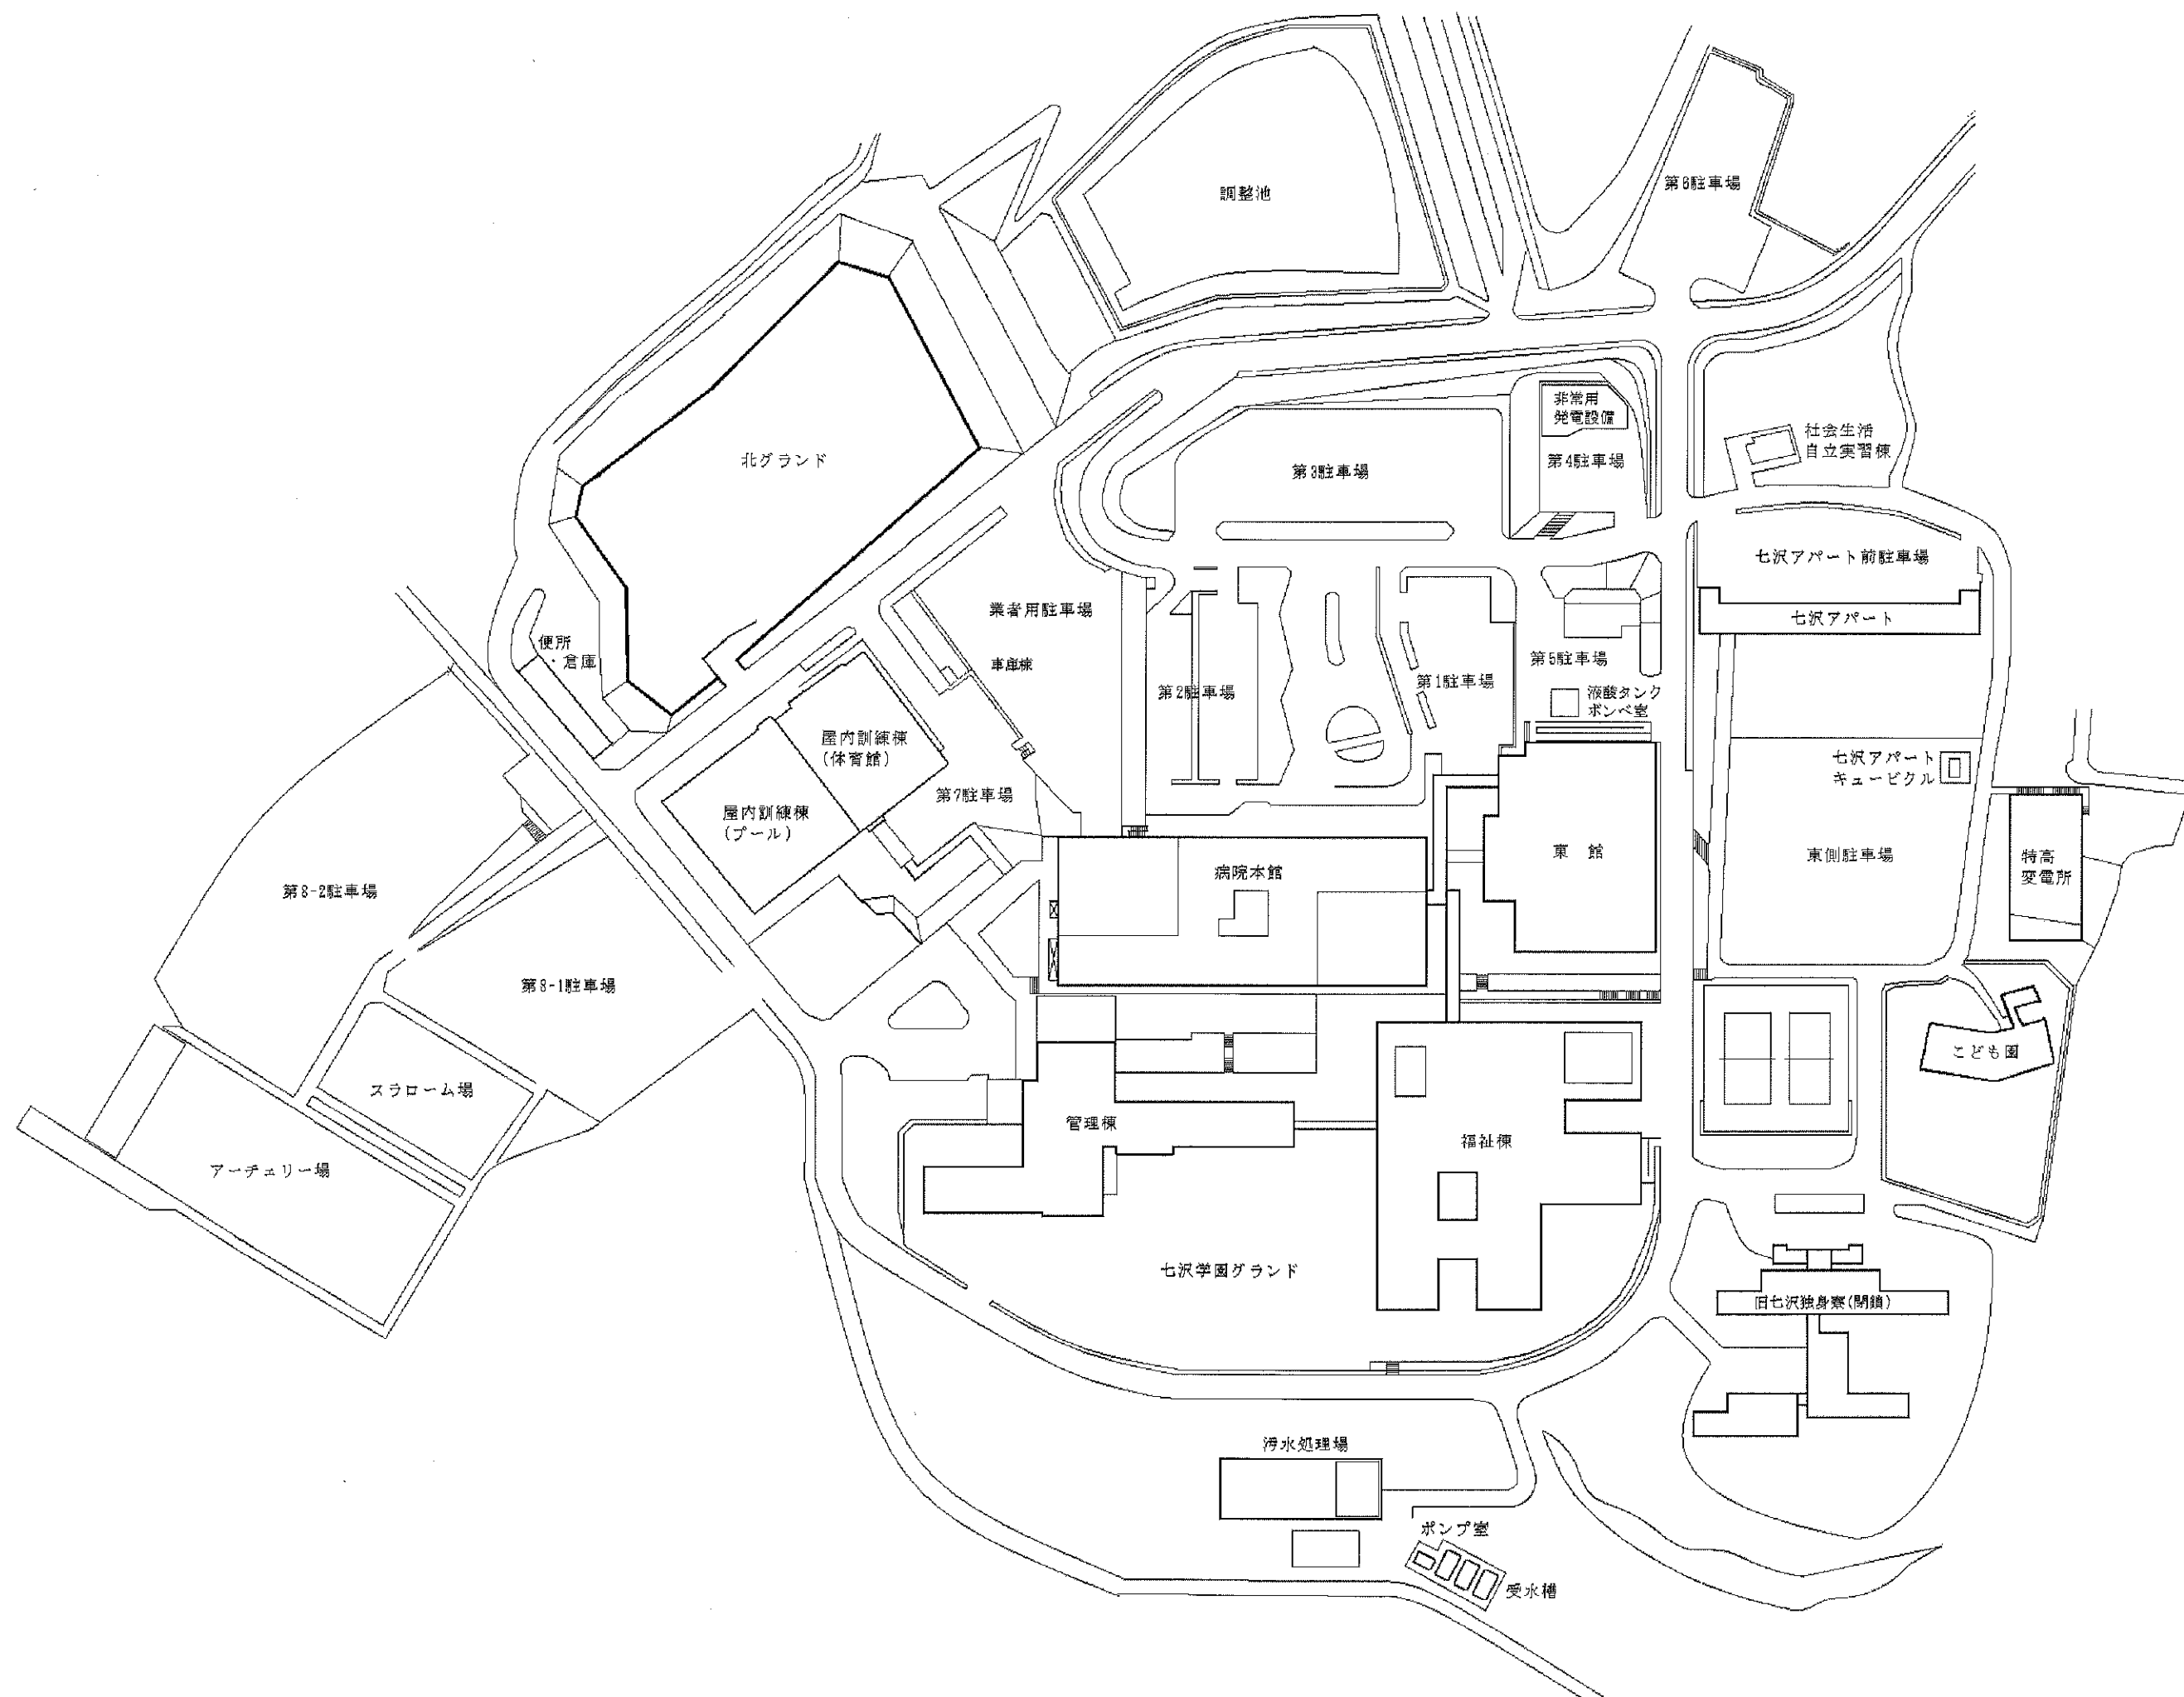 調整池
第6駐車場
非常用
発電設備
第4駐車場
社会生活
自立実習棟
北グランド
第3駐車場
七沢アパート前駐車場
七沢アパート
業者用駐車場
便所
・倉庫
車庫棟
第2駐車場
第1駐車場
第5駐車場
液酸タンク
ボンベ室
屋内訓練棟
(体育館)
屋内訓練棟
(プール)
第7駐車場
七沢アパート
キュービクル
病院本館
東 館
東側駐車場
特高
変電所
第8-2駐車場
第8-1駐車場
スラローム場
アーチェリー場
管理棟
福祉棟
こども園
七沢学園グランド
旧七沢独身寮(閉鎖)
汚水処理場
ポンプ室
受水槽